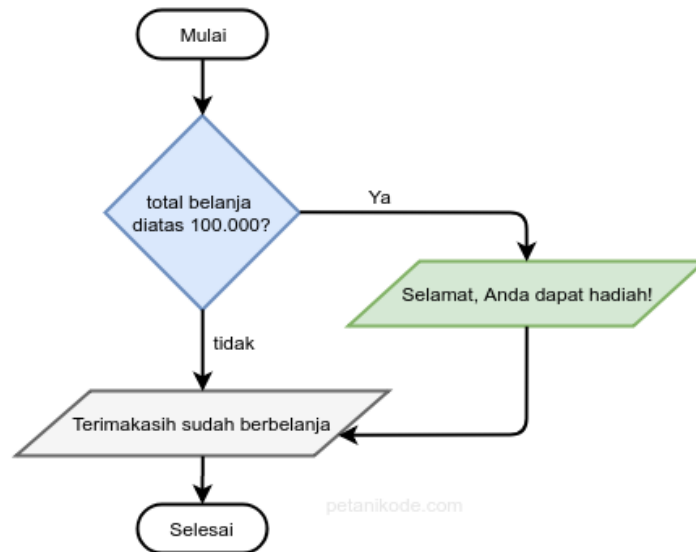 Mulai
total belanja
diatas 100.000?
Ya
Selamat, Anda dapat hadiah!
tidak
Terimakasih sudah berbelanja
petanikode.com
Selesai